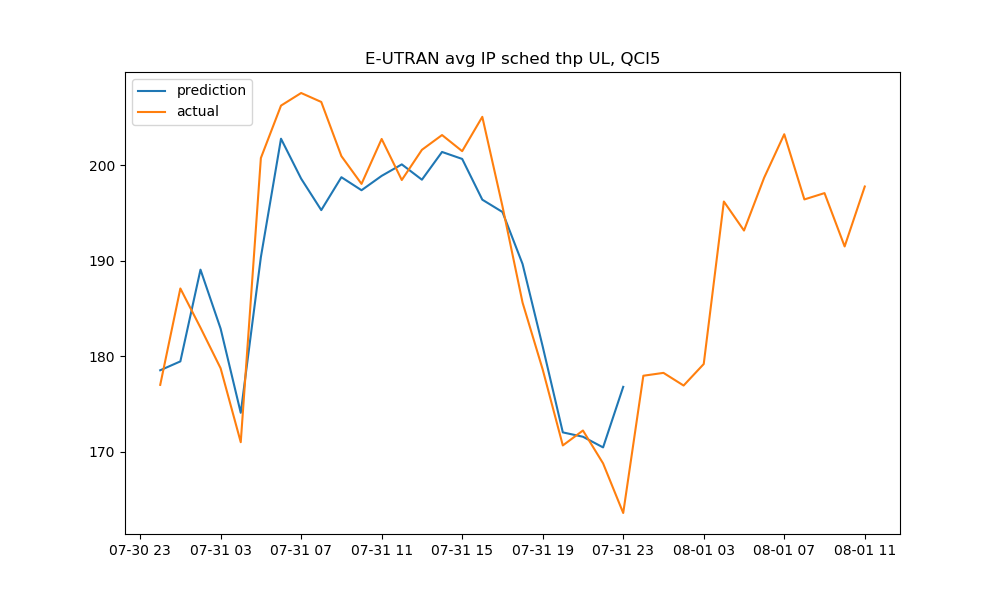 E-UTRAN avg IP sched thp UL, QCI5
prediction
actual
200
190
180
170
07-30 23 07-31 03 07-31 07 07-31 11 07-31 15 07-31 19 07-31 23 08-01 03 08-01 07 08-01 11